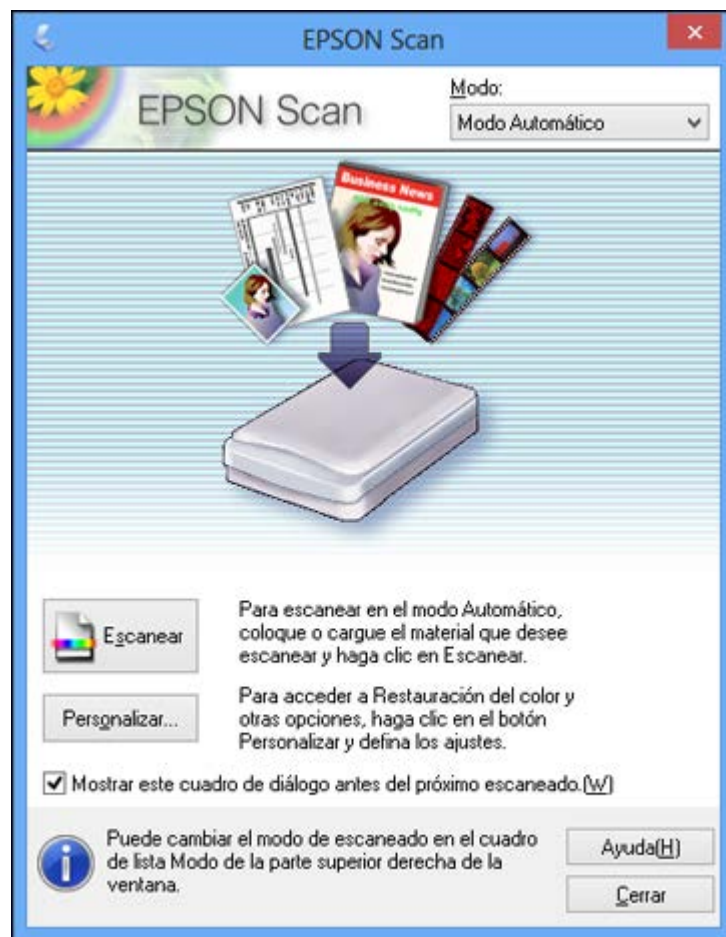 EPSON Scan
EPSON Scan
Modo:
Modo Automático
Business News
Escanear
Para escanear en el modo Automático,
coloque o cargue el material que desee
escanear y haga clic en Escanear.
Personalizar...
Para acceder a Restauración del color y
otras opciones, haga clic en el botón
Personalizar y defina los ajustes.
Mostrar este cuadro de diálogo antes del próximo escaneado.(W)
Puede cambiar el modo de escaneado en el cuadro
de lista Modo de la parte superior derecha de la
ventana.
Ayuda(H)
Cerrar